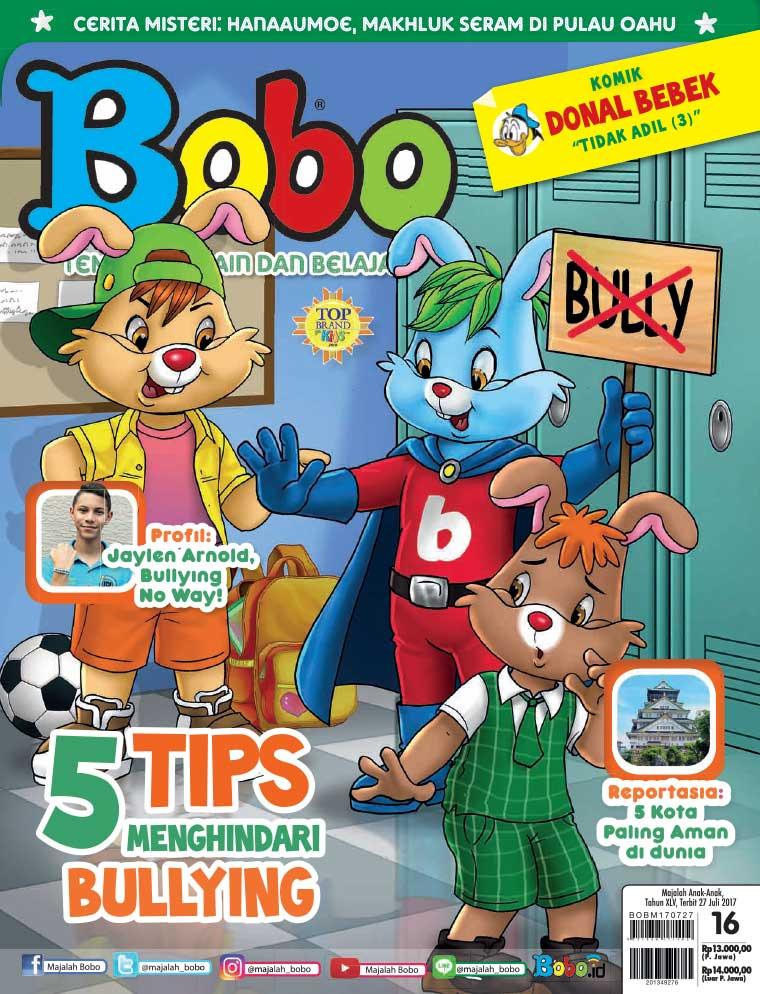 CERITA MISTERI: HANAAUMOE, MAKHLUK SERAM DI PULAU OAHU
KOMIK
DONAL BEBEK
"TIDAK ADIL (3)"
Bobo®
DAN BELAJA
TOP
BRAND
KIDS
BULLY
b
Profil:
Jaylen Arnold,
Bullying
No Way!
5 TIPS
MENGHINDARI
BULLYING
Reportasia:
5 Kota
Paling Aman
di dunia
Majalah Anak-Anak,
Tahun XLV, Terbit 27 Juli 2017
BOBM170727
16
Rp13.000,00
(P. Jawa)
Rp14.000,00
(Luar P. Jawa)
201349276
Majalah Bobo
@majalah_bobo
@majalah_bobo
Majalah Bobo
@majalah_bobo
Bobo.id